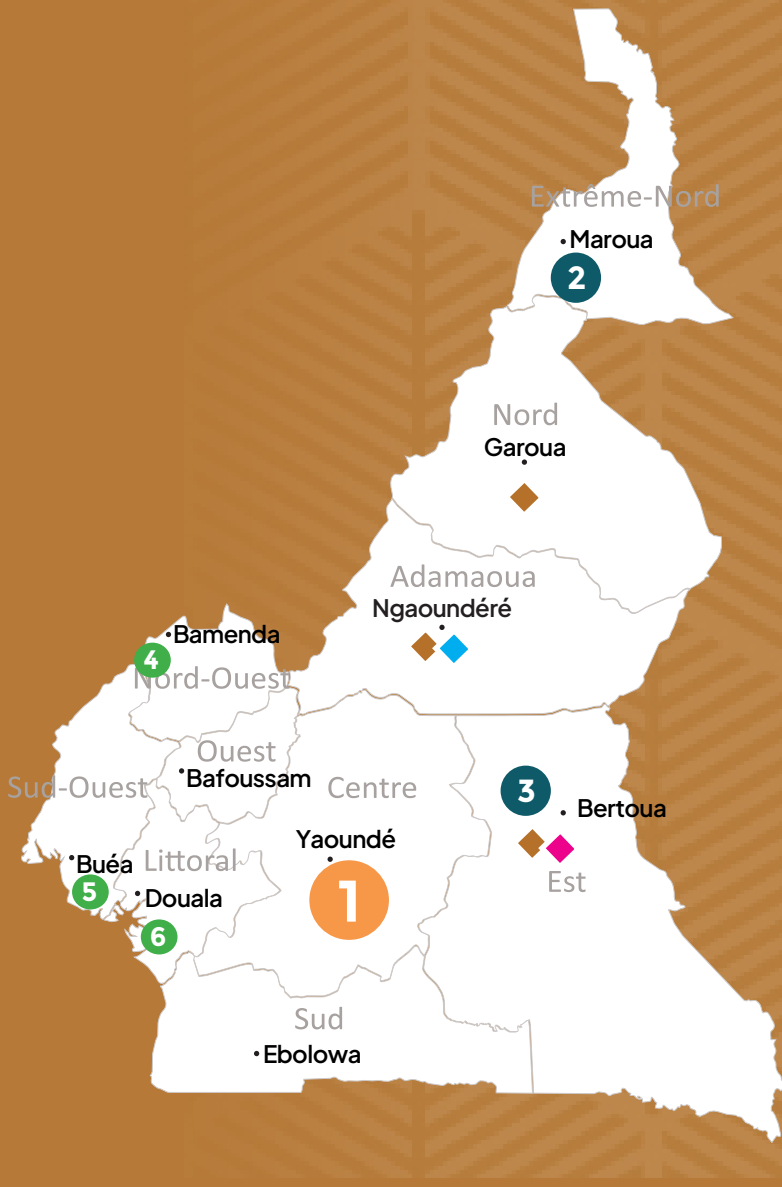 Extrême-Nord
Maroua
2
Nord
Garoua
Adamaoua
Ngaoundéré
Bamenda
4
Nord-Ouest
Ouest
Bafoussam
Sud-Ouest
Centre
3
Bertoua
Yaoundé
Buéa
Littoral
Est
5
Douala
1
6
Sud
Ebolowa